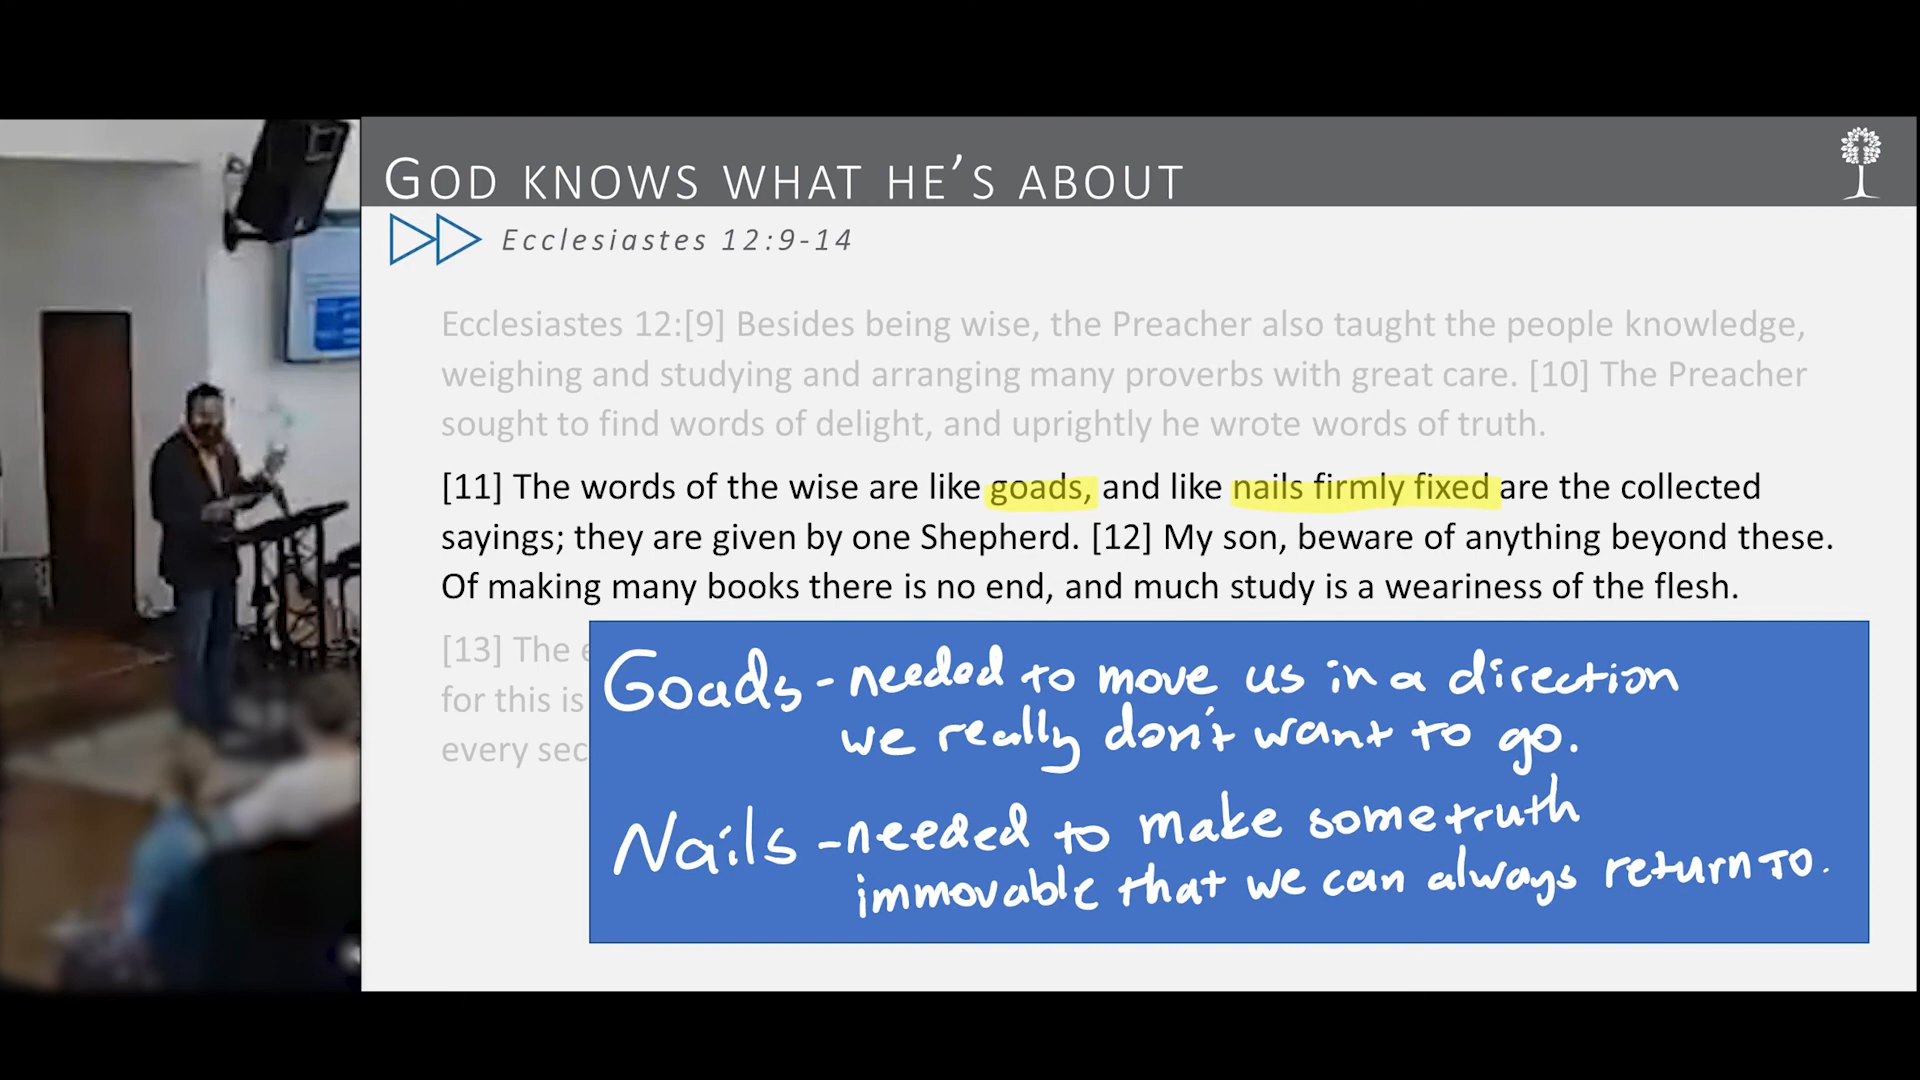 GOD KNOWS WHAT HE'S ABOUT
Ecclesiastes 12:9-14
Ecclesiastes 12:[9] Besides being wise, the Preacher also taught the people knowledge,
weighing and studying and arranging many proverbs with great care. [10] The Preacher
sought to find words of delight, and uprightly he wrote words of truth.
[11] The words of the wise are like goads, and like nails firmly fixed are the collected
sayings; they are given by one Shepherd. [12] My son, beware of anything beyond these.
Of making many books there is no end, and much study is a weariness of the flesh.
[13] The
for this is
every sec
Goads - needed to move us in a direction
we really don't want to go.
Nails - needed to make some truth
immovable that we can always return to.